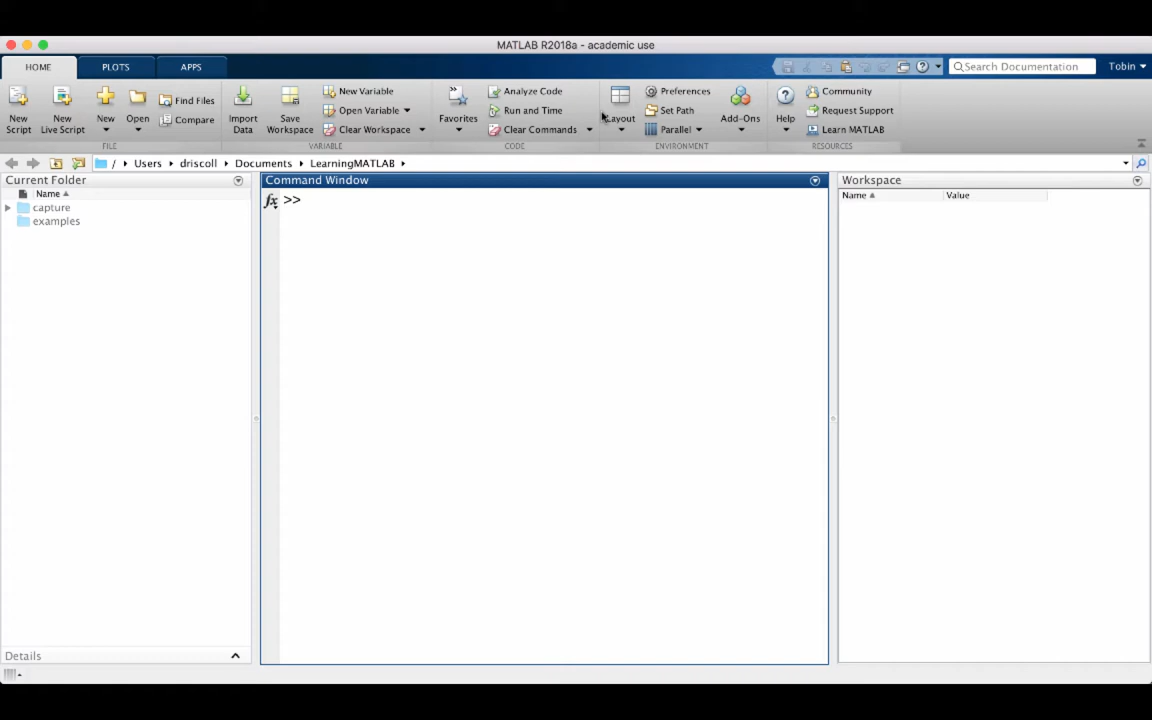 MATLAB R2018a - academic use
HOME PLOTS APPS
Search Documentation Tobin
New Script
New Live Script
New
Open
Find Files
Compare
FILE
Import Data
Save Workspace
New Variable
Open Variable
Clear Workspace
VARIABLE
Favorites
Analyze Code
Run and Time
Clear Commands
CODE
Layout
Preferences
Set Path
Parallel
ENVIRONMENT
Add-Ons
Help
Community
Request Support
Learn MATLAB
RESOURCES
/ Users driscoll Documents LearningMATLAB
Current Folder
Name
capture
examples
Details
Command Window
fx >>
Workspace
Name Value